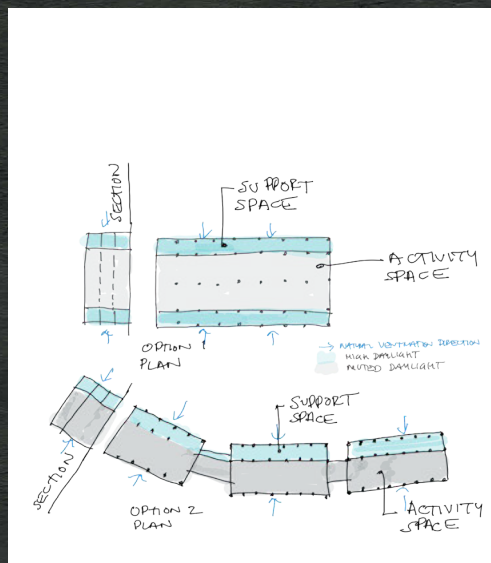 SECTION
SUPPORT
SPACE
ACTIVITY
SPACE
OPTION 1
PLAN
→ NATURAL VENTILATION DIRECTION
HIGH DAYLIGHT
MUTED DAYLIGHT
SUPPORT
SPACE
SECTION
OPTION 2
PLAN
ACTIVITY
SPACE